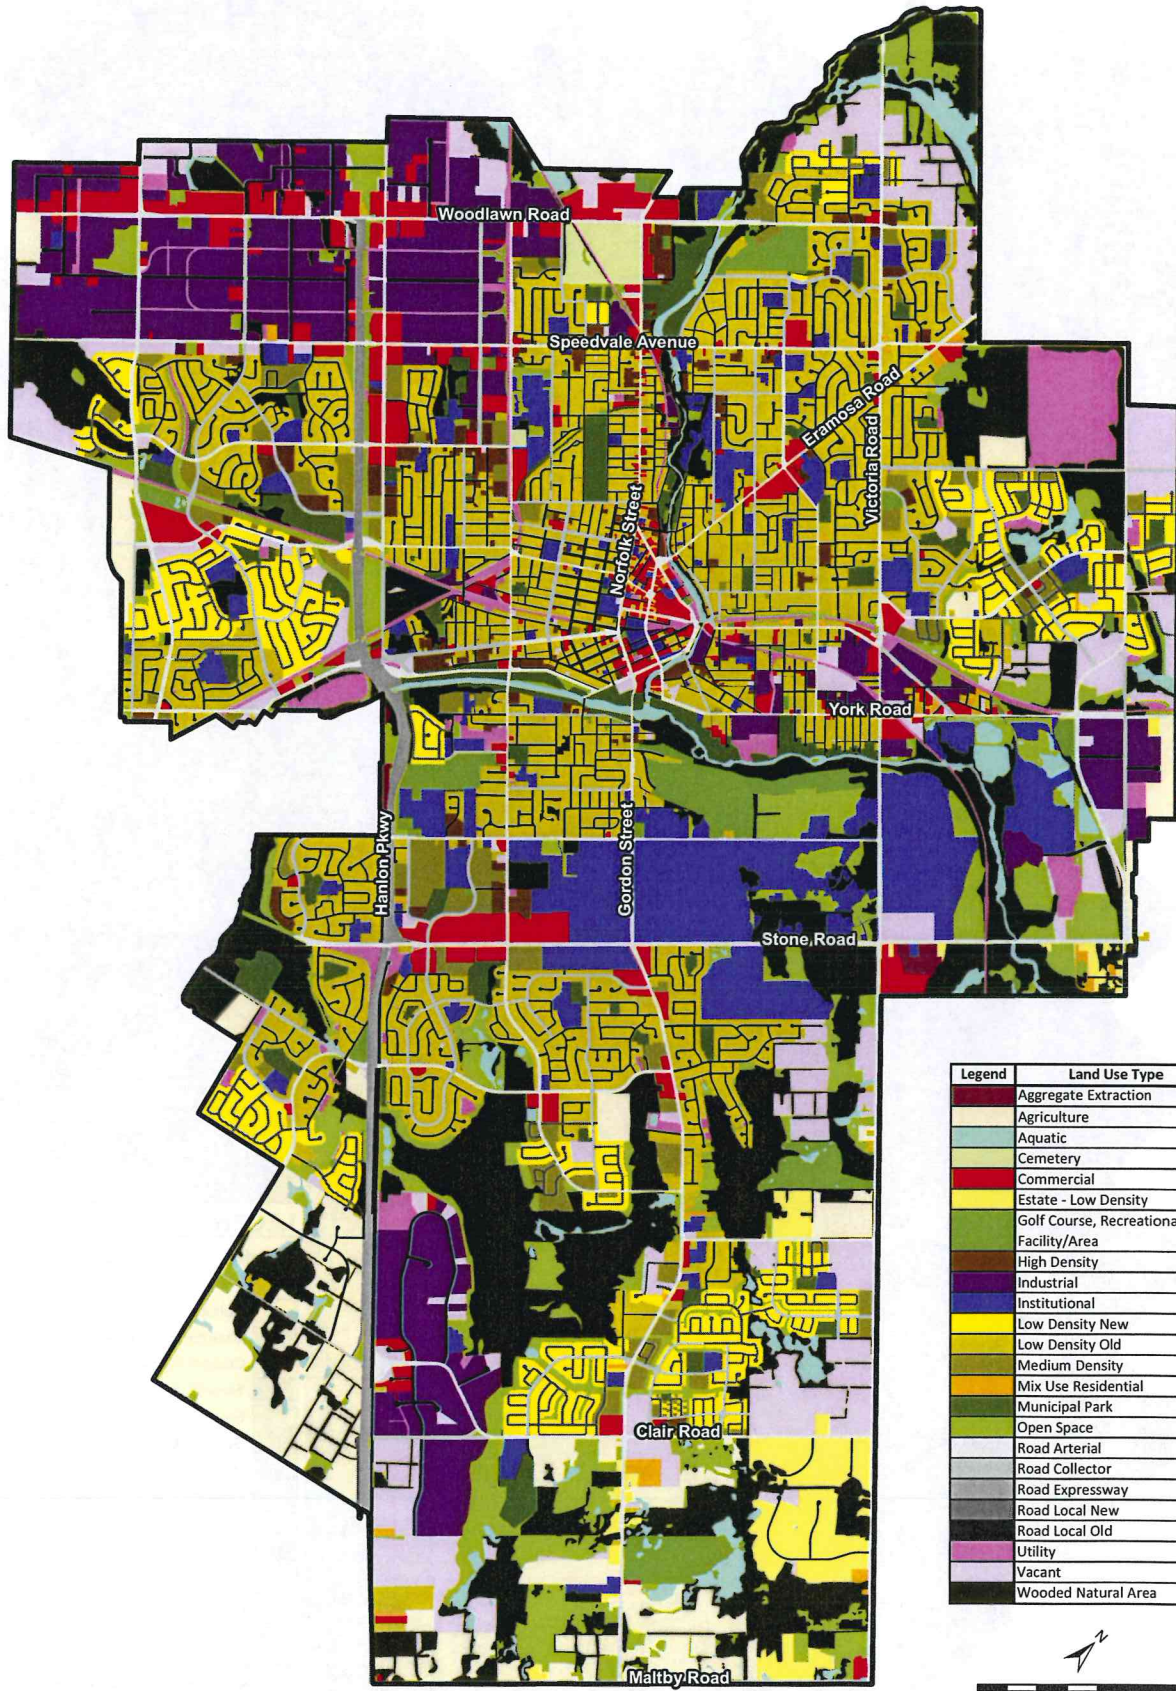 Woodlawn Road
Speedvale Avenue
Eramosa Road
Victoria Road
Norfolk Street
York Road
Hanlon Pkwy
Gordon Street
Stone Road
Clair Road
Maltby Road
Legend Land Use Type
Aggregate Extraction
Agriculture
Aquatic
Cemetery
Commercial
Estate - Low Density
Golf Course, Recreationa
Facility/Area
High Density
Industrial
Institutional
Low Density New
Low Density Old
Medium Density
Mix Use Residential
Municipal Park
Open Space
Road Arterial
Road Collector
Road Expressway
Road Local New
Road Local Old
Utility
Vacant
Wooded Natural Area
N